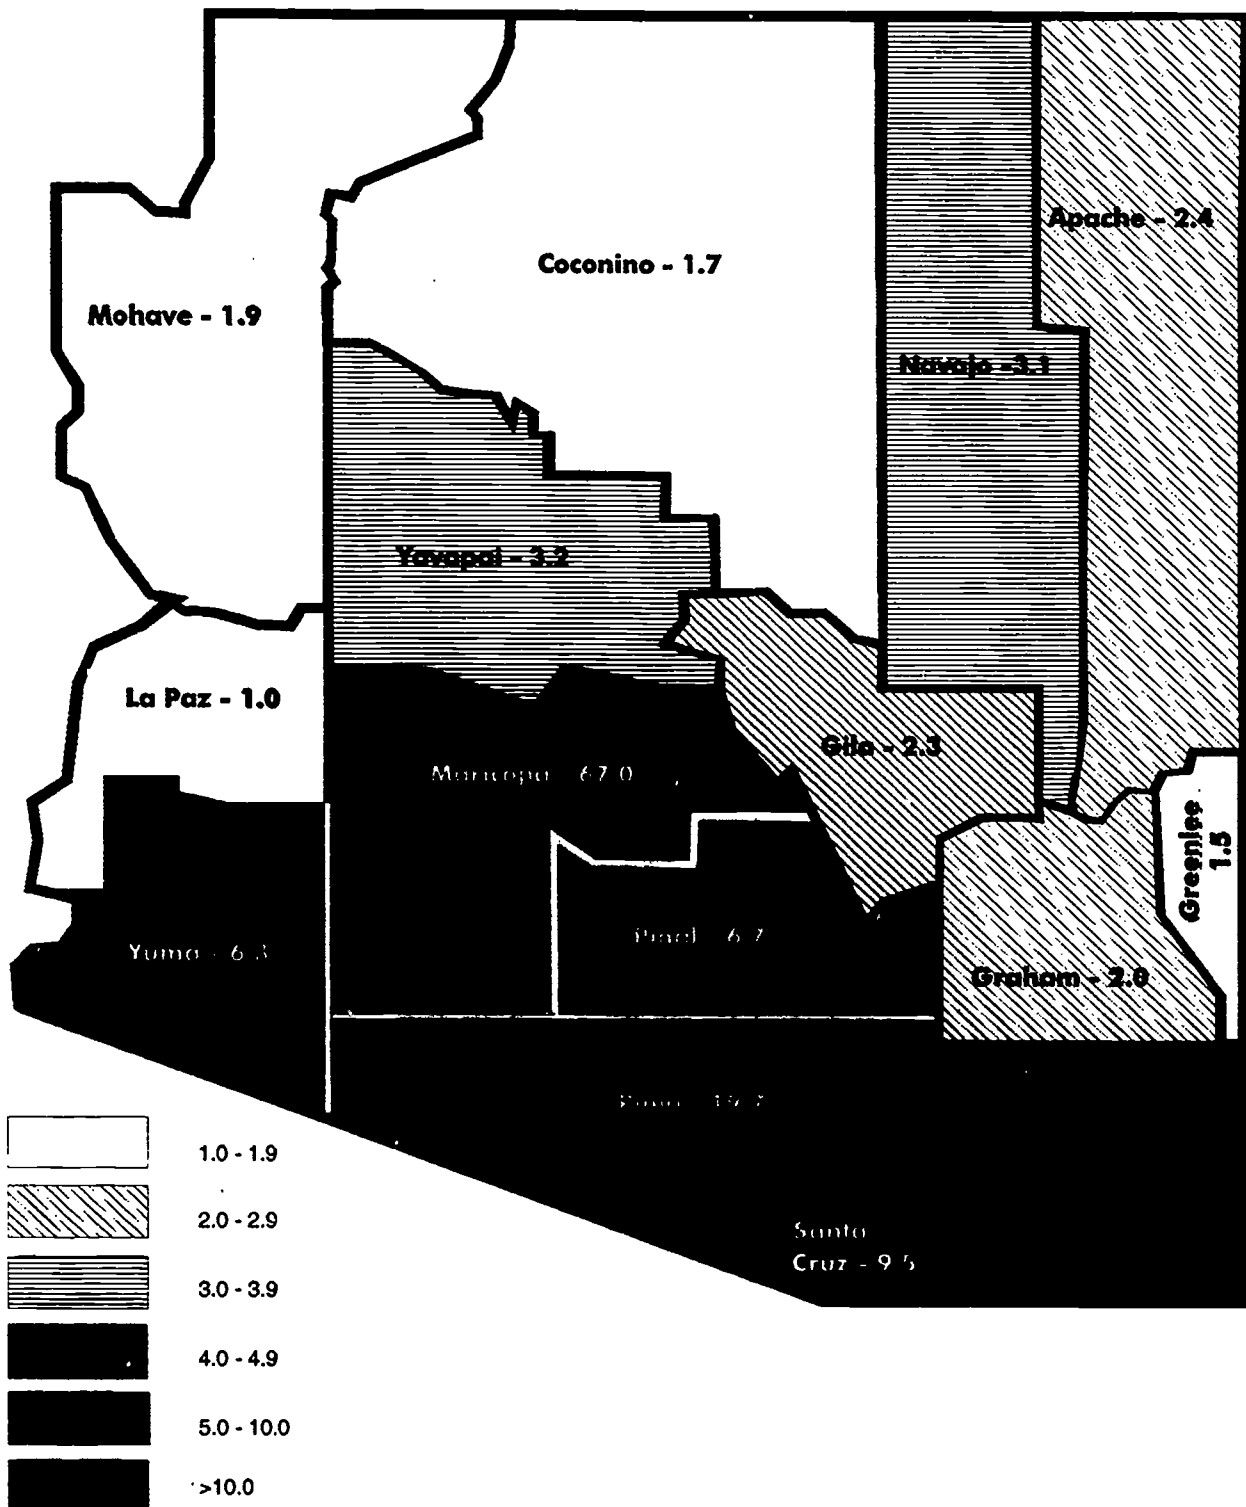 Apache - 2.4
Coconino - 1.7
Mohave - 1.9
Navajo -3.1
Yavapai - 3.2
La Paz - 1.0
Gila - 2.3
Maricopa 67.0
Greenlee
1.5
Pinal 6.7
Yuma - 6.3
Graham - 2.0
1.0 - 1.9
2.0 - 2.9
Santa
Cruz - 9.5
3.0 - 3.9
4.0 - 4.9
5.0 - 10.0
>10.0